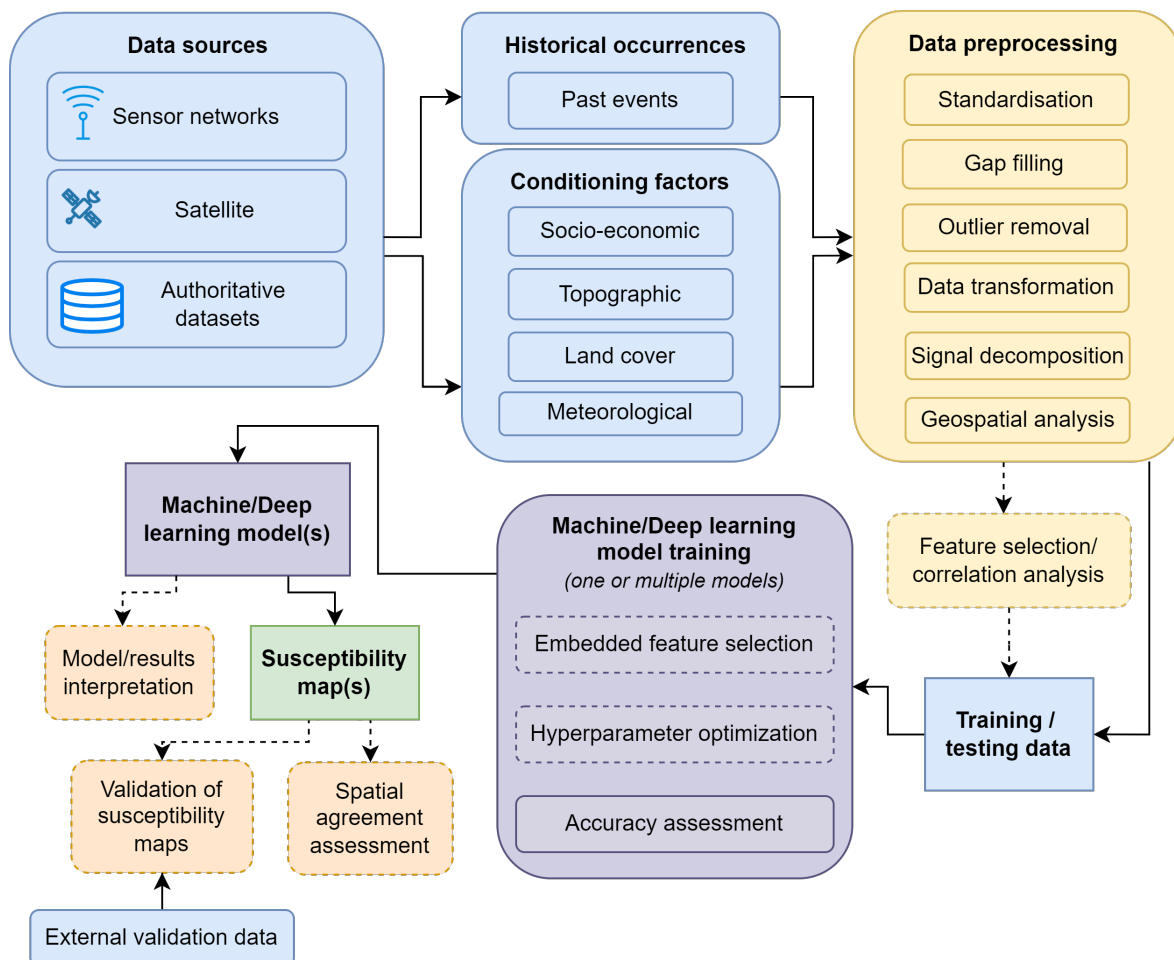 Data sources
Sensor networks
Satellite
Authoritative
datasets
Historical occurrences
Past events
Conditioning factors
Socio-economic
Topographic
Land cover
Meteorological
Data preprocessing
Standardisation
Gap filling
Outlier removal
Data transformation
Signal decomposition
Geospatial analysis
Feature selection/
correlation analysis
Training /
testing data
Machine/Deep learning
model training
(one or multiple models)
Embedded feature selection
Hyperparameter optimization
Accuracy assessment
Machine/Deep
learning model(s)
Model/results
interpretation
Susceptibility
map(s)
Validation of
susceptibility
maps
Spatial
agreement
assessment
External validation data